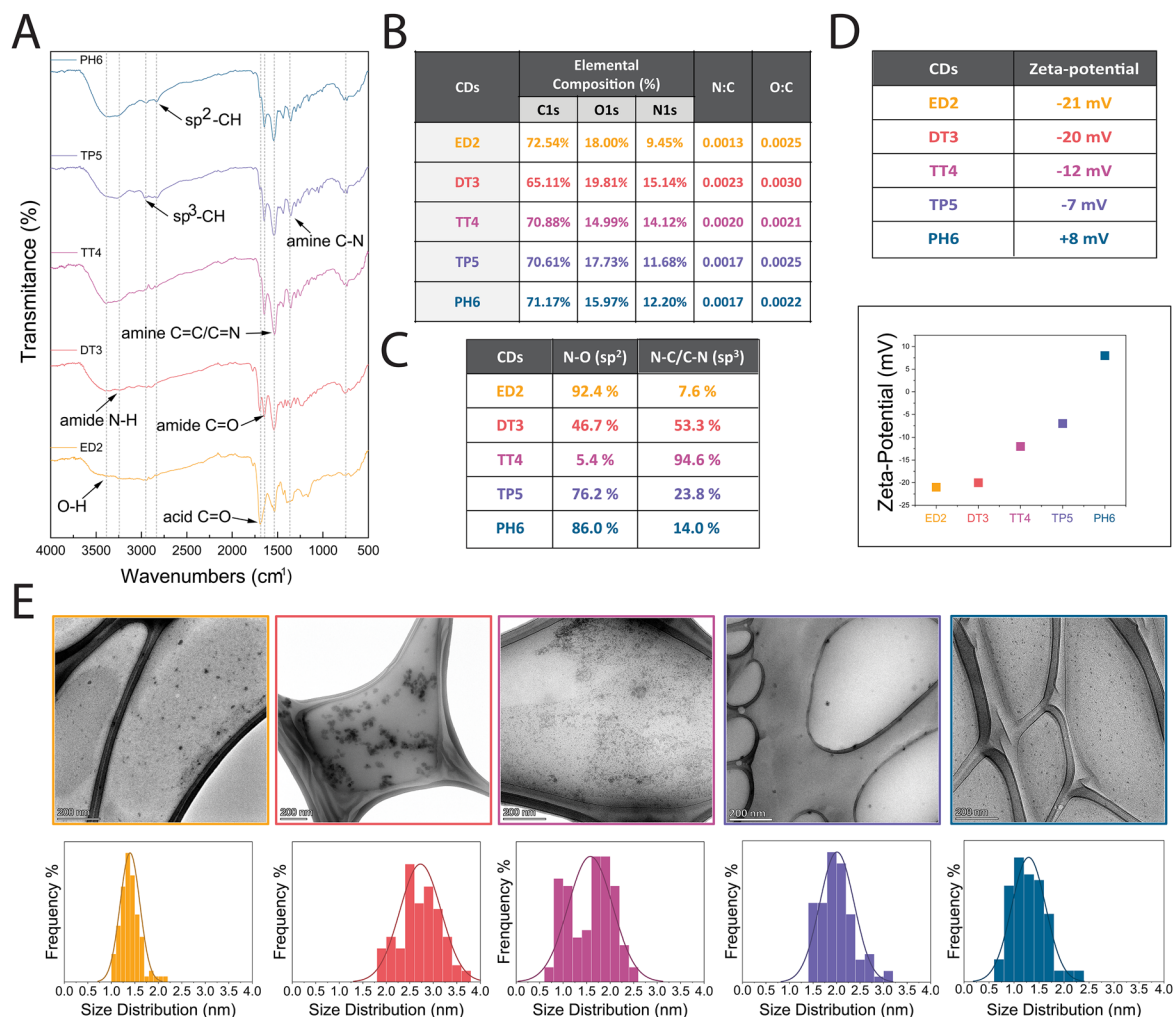 A
PH6
sp2-CH
TP5
sp3-CH
amine C-N
TT4
amine C=C/C=N
DT3
amide N-H
amide C=O
ED2
O-H
acid C=O
Transmitance (%)
4000 3500 3000 2500 2000 1500 1000 500
Wavenumbers (cm1)
B
CDs Elemental Composition (%) N:C O:C
C1s O1s N1s
ED2 72.54% 18.00% 9.45% 0.0013 0.0025
DT3 65.11% 19.81% 15.14% 0.0023 0.0030
TT4 70.88% 14.99% 14.12% 0.0020 0.0021
TP5 70.61% 17.73% 11.68% 0.0017 0.0025
PH6 71.17% 15.97% 12.20% 0.0017 0.0022
C
CDs N-O (sp2) N-C/C-N (sp3)
ED2 92.4 % 7.6 %
DT3 46.7 % 53.3 %
TT4 5.4 % 94.6 %
TP5 76.2 % 23.8 %
PH6 86.0 % 14.0 %
D
CDs Zeta-potential
ED2 -21 mV
DT3 -20 mV
TT4 -12 mV
TP5 -7 mV
PH6 +8 mV
Zeta-Potential (mV)
10
5
0
-5
-10
-15
-20
-25
ED2 DT3 TT4 TP5 PH6
E
200 nm
200 nm
200 nm
200 nm
200 nm
Frequency %
0.0 0.5 1.0 1.5 2.0 2.5 3.0 3.5 4.0
Size Distribution (nm)
Frequency %
0.0 0.5 1.0 1.5 2.0 2.5 3.0 3.5 4.0
Size Distribution (nm)
Frenquency %
0.0 0.5 1.0 1.5 2.0 2.5 3.0 3.5 4.0
Size Distribution (nm)
Frequency %
0.0 0.5 1.0 1.5 2.0 2.5 3.0 3.5 4.0
Size Distribution (nm)
Frequency %
0.0 0.5 1.0 1.5 2.0 2.5 3.0 3.5 4.0
Size Distribution (nm)